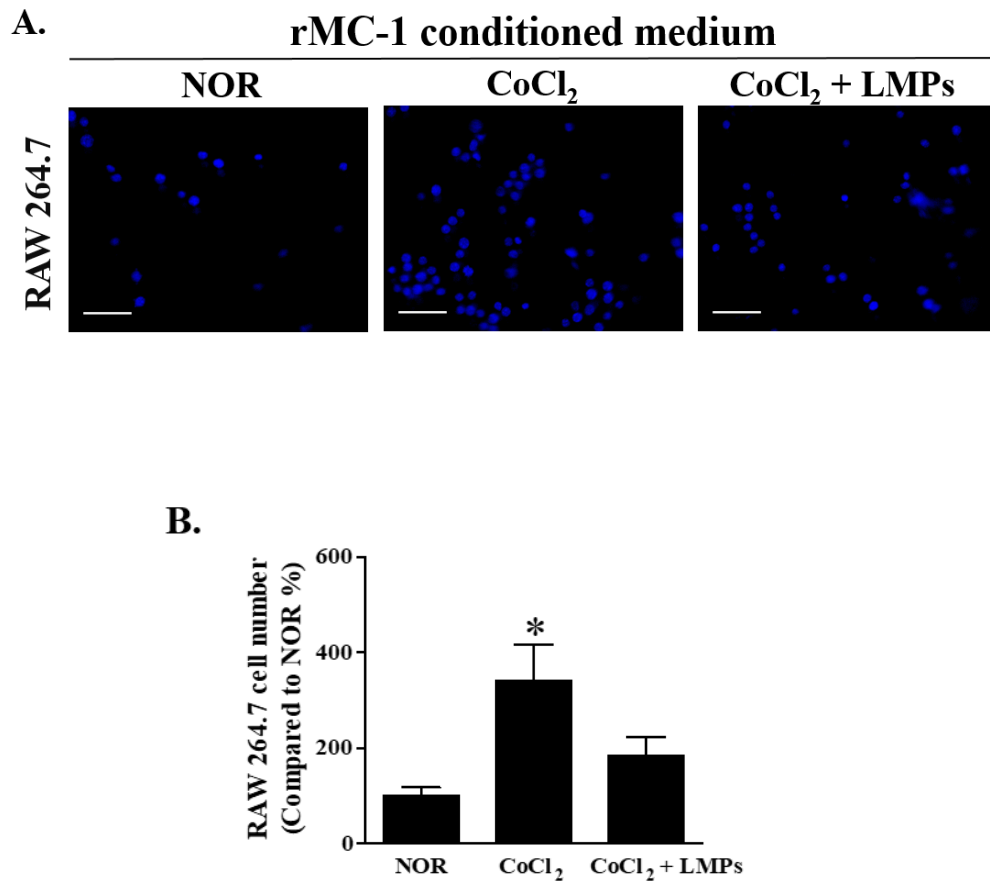 A.
rMC-1 conditioned medium
NOR
CoCl₂
CoCl₂ + LMPs
RAW 264.7
B.
RAW 264.7 cell number
(Compared to NOR %)
600
400
200
0
*
NOR
CoCl₂
CoCl₂ + LMPs